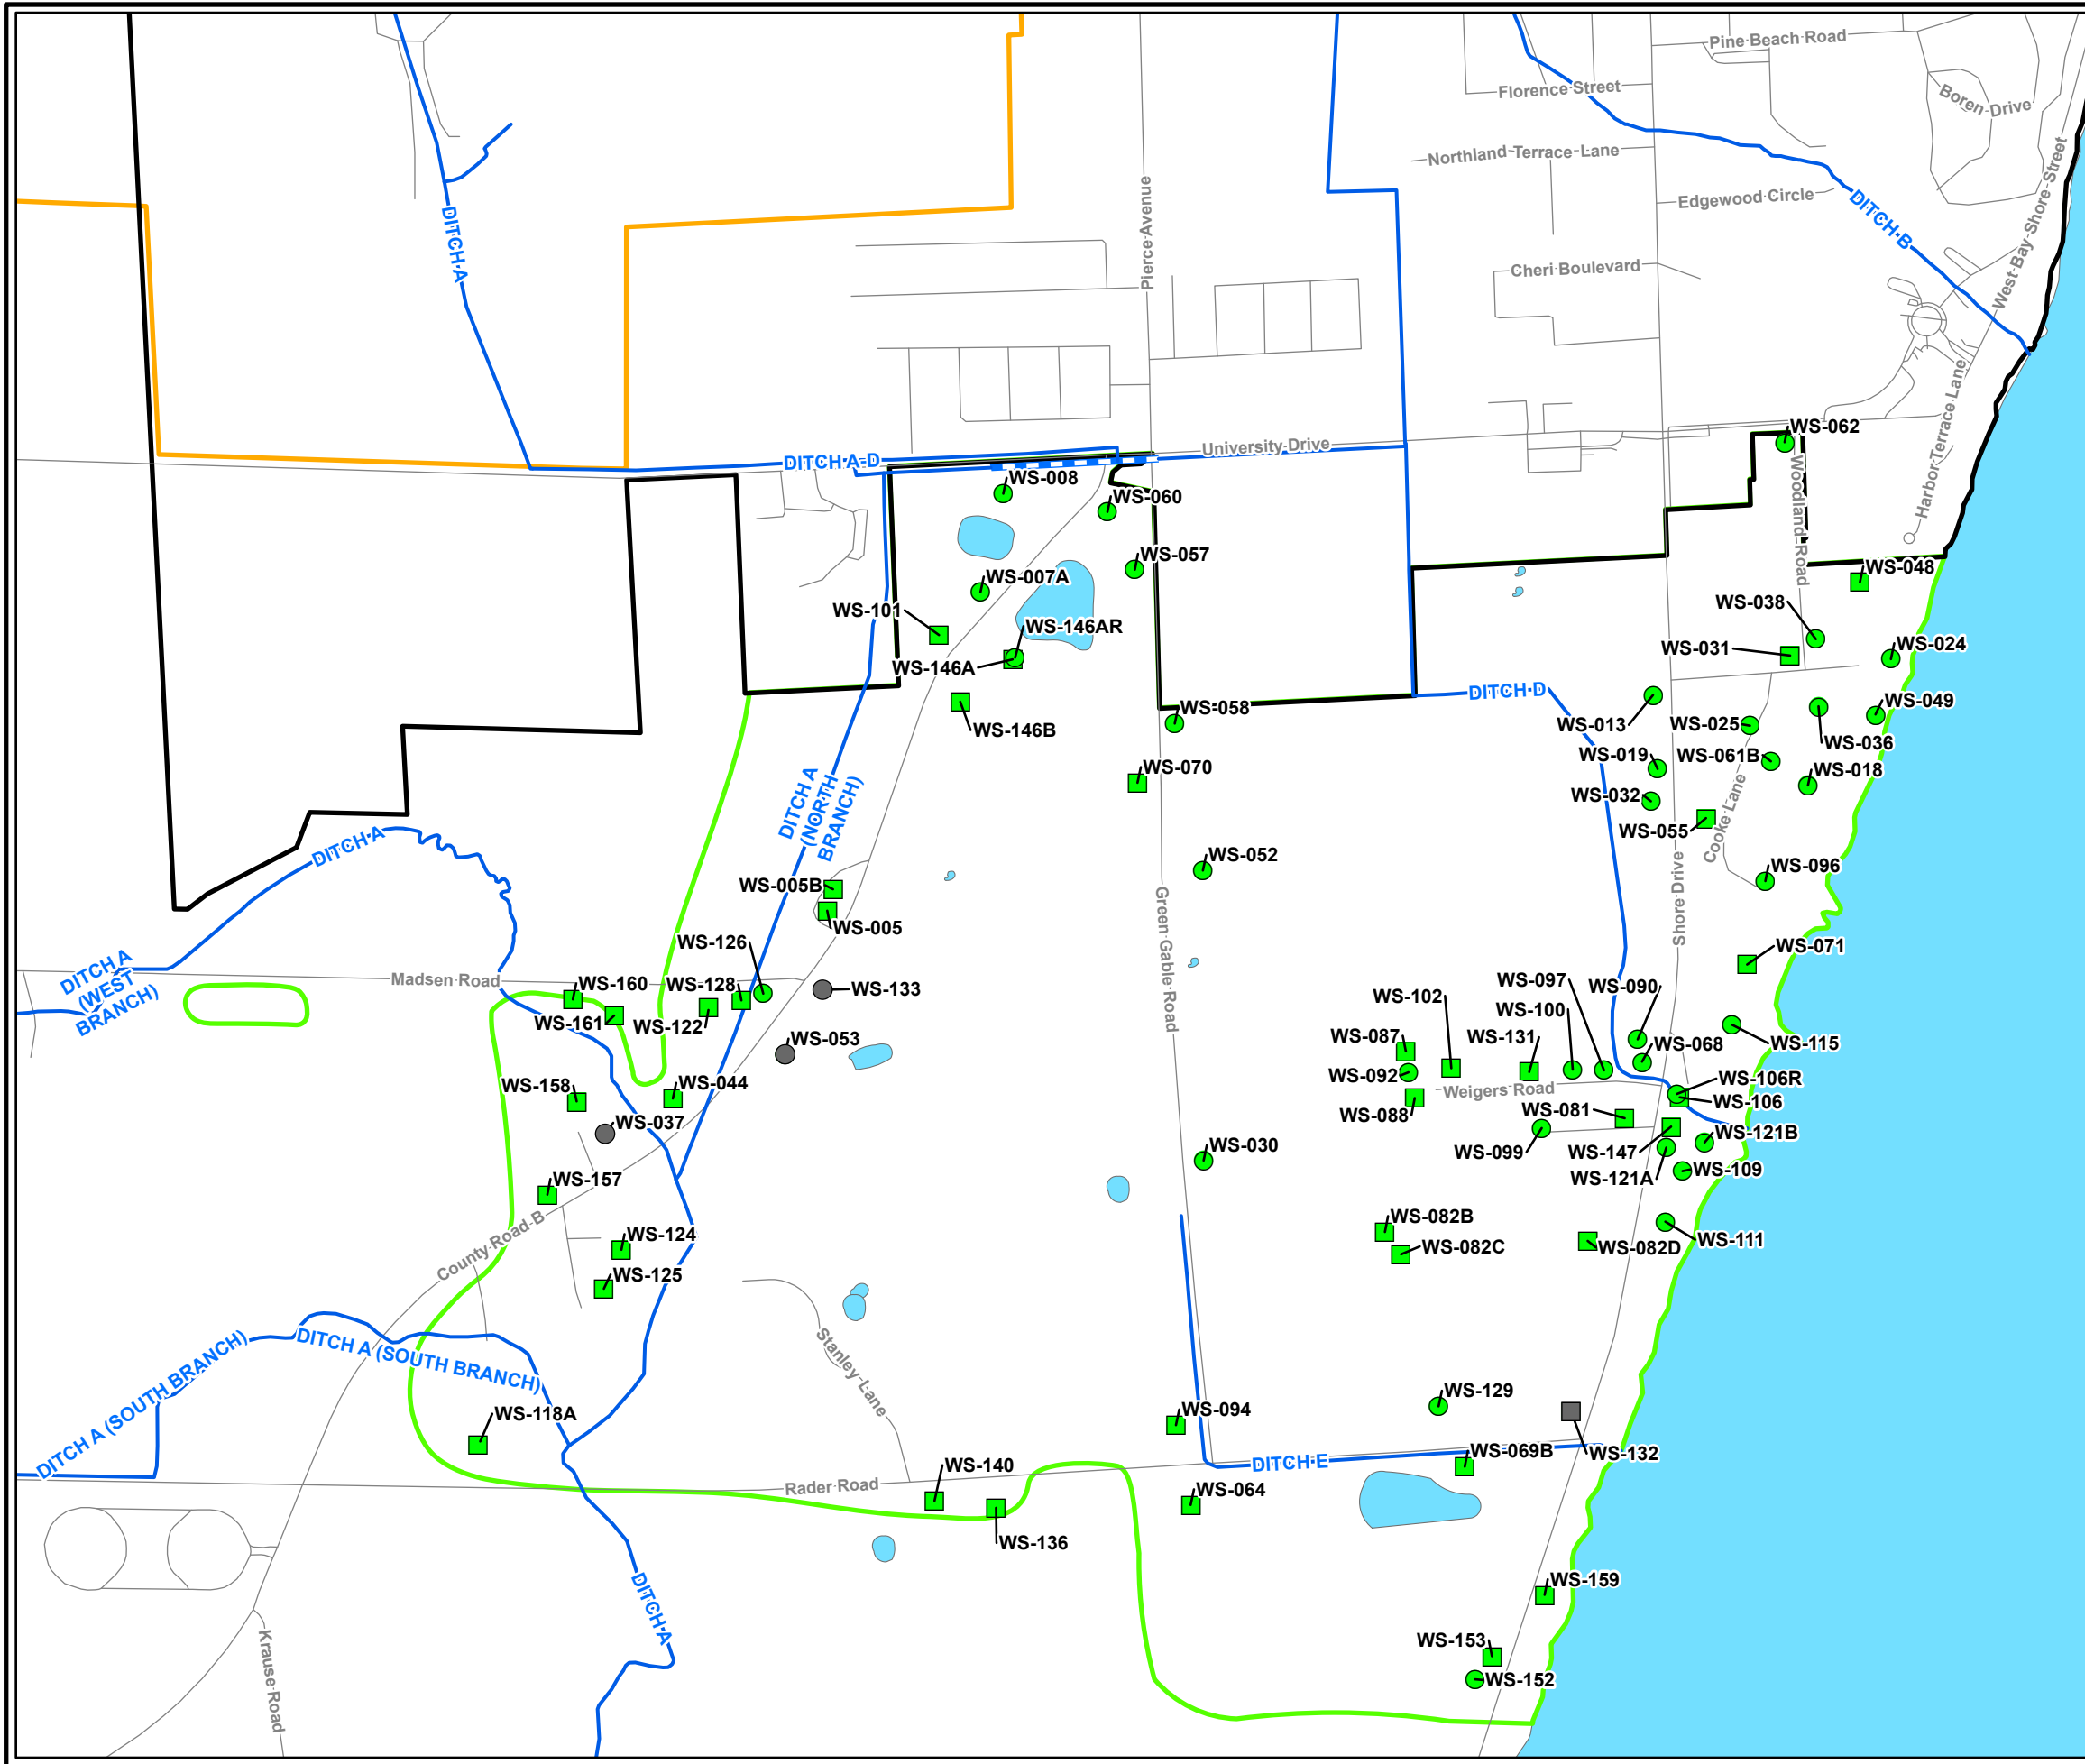 Pine Beach Road
Florence Street
Boren Drive
Northland Terrace Lane
Edgewood Circle
West Bay Shore Street
DITCH B
DITCH A
Pierce Avenue
Cheri Boulevard
Harbor Terrace Lane
University Drive
DITCH A-D
WS-062
Woodland Road
WS-008
WS-060
WS-057
WS-007A
WS-048
WS-038
WS-101
WS-146AR
WS-031
WS-024
WS-146A
DITCH D
WS-049
WS-058
WS-013
WS-025
WS-146B
WS-036
WS-019
WS-061B
WS-070
WS-018
DITCH A
(NORTH
BRANCH)
WS-032
WS-055
Cooke Lane
DITCH A
WS-052
WS-005B
WS-096
WS-005
Shore Drive
Green Gable Road
WS-126
WS-071
DITCH A
(WEST
BRANCH)
Madsen Road
WS-160
WS-128
WS-133
WS-097
WS-090
WS-102
WS-100
WS-161
WS-122
WS-087
WS-131
WS-053
WS-068
WS-115
WS-092
WS-158
WS-044
WS-106R
Weigers Road
WS-106
WS-088
WS-081
WS-037
WS-121B
WS-099
WS-147
WS-030
WS-109
WS-157
WS-121A
WS-082B
County Road B
WS-124
WS-111
WS-082C
WS-082D
WS-125
DITCH A (SOUTH BRANCH)
DITCH A (SOUTH BRANCH)
Stanley Lane
WS-129
WS-094
WS-118A
WS-069B
WS-132
DITCH E
WS-140
Rader Road
WS-064
WS-136
WS-159
DITCH A
WS-153
Krause Road
WS-152